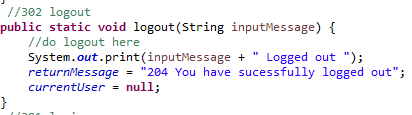 //302 logout
public static void logout(String inputMessage) {
//do logout here
System.out.print(inputMessage + " Logged out ");
returnMessage = "204 You have sucessfully logged out";
currentUser = null;
}